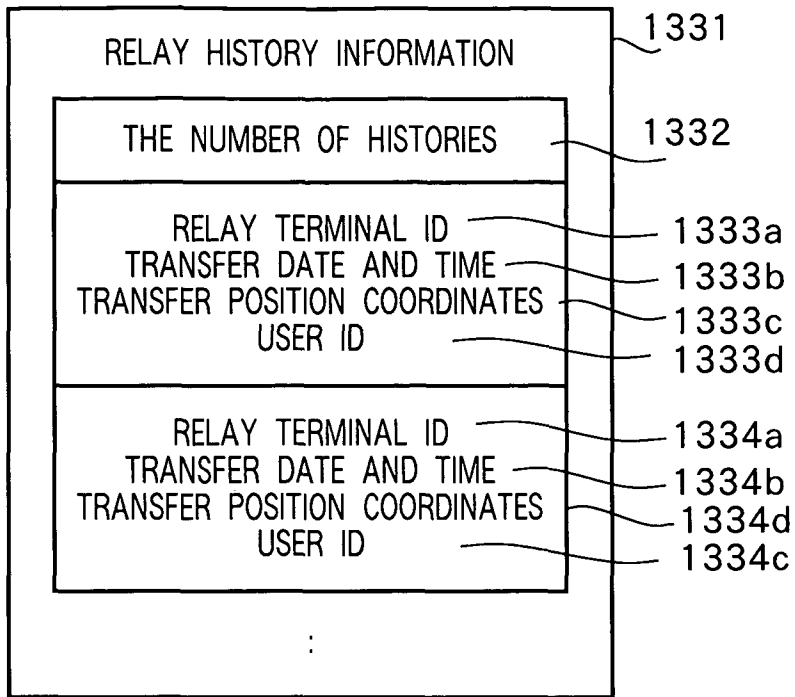 RELAY HISTORY INFORMATION 1331
THE NUMBER OF HISTORIES 1332
RELAY TERMINAL ID 1333a
TRANSFER DATE AND TIME 1333b
TRANSFER POSITION COORDINATES 1333c
USER ID 1333d
RELAY TERMINAL ID 1334a
TRANSFER DATE AND TIME 1334b
TRANSFER POSITION COORDINATES 1334d
USER ID 1334c
: